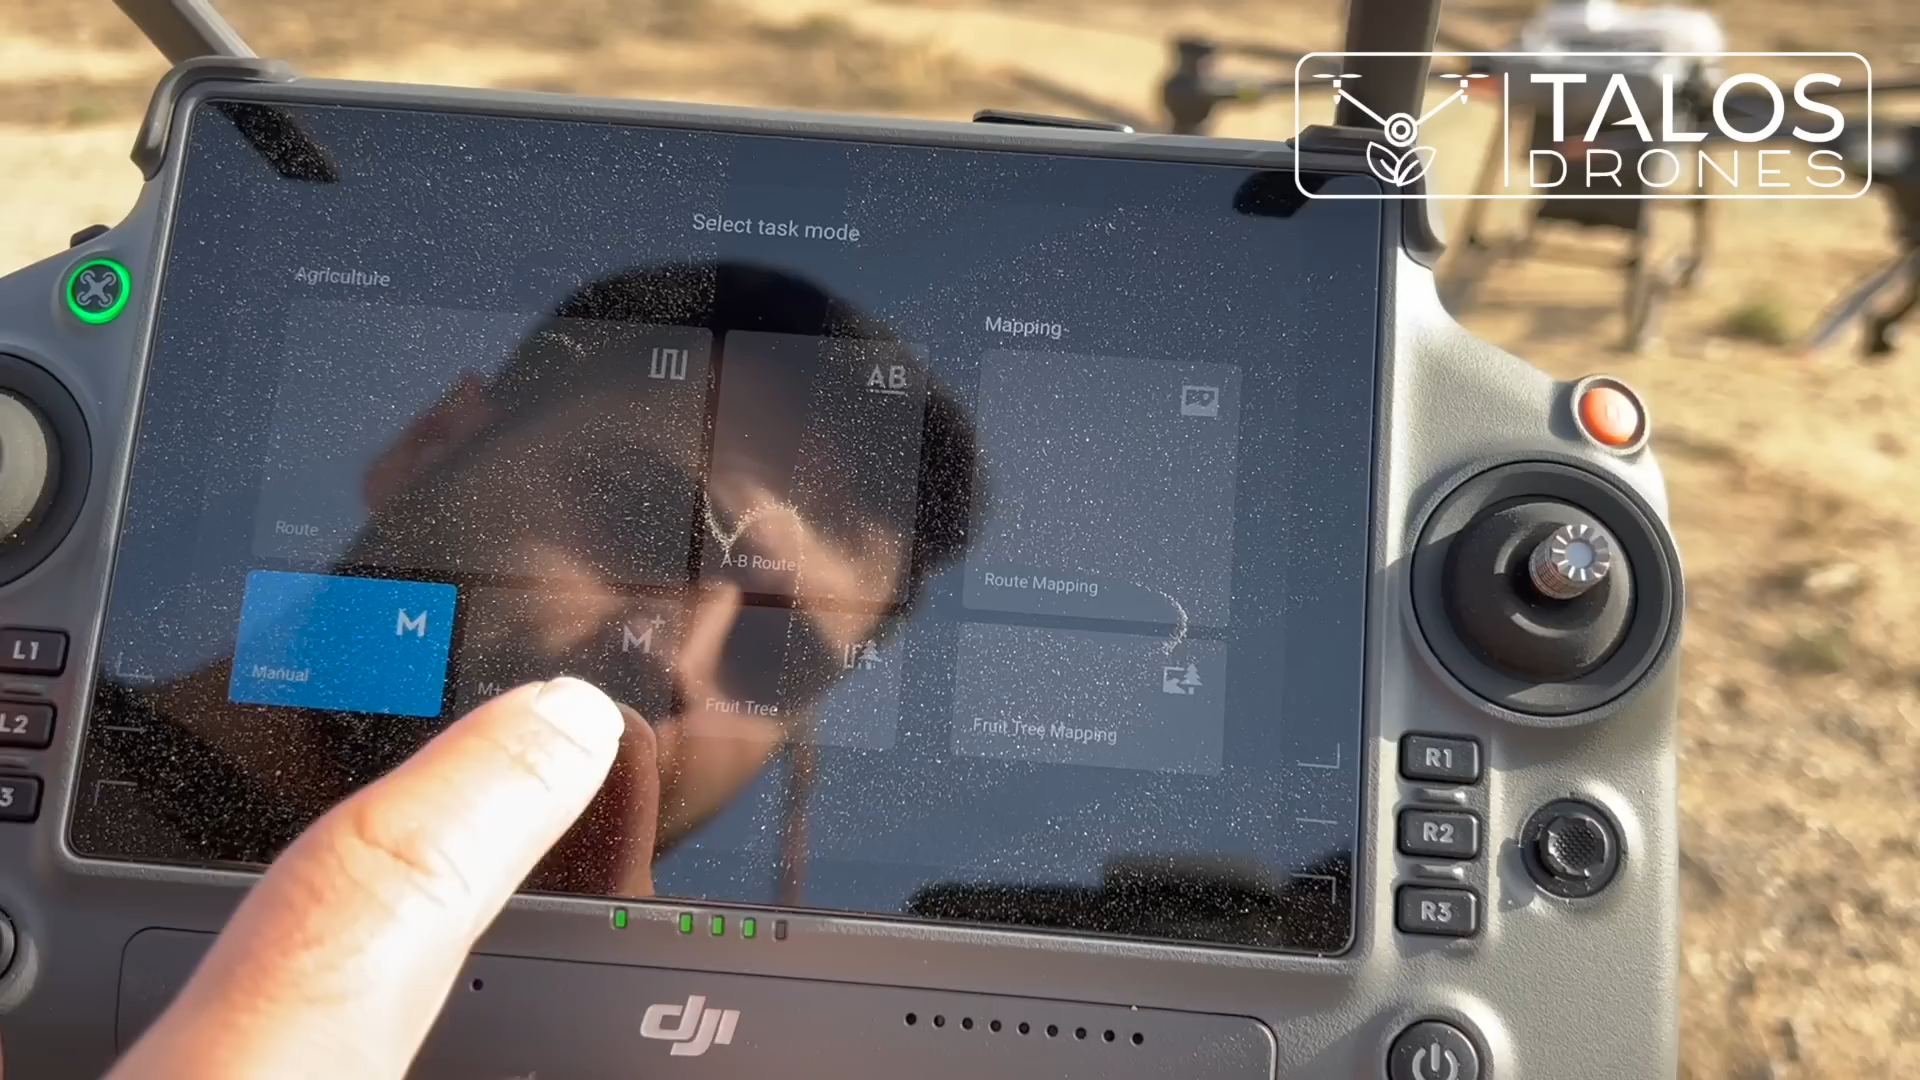 TALOS
DRONES
Select task mode
Agriculture
Mapping
AB
Route
A-B Route
Route Mapping
M
M+
Manual
M+
Fruit Tree
Fruit Tree Mapping
L1
L2
3
R1
R2
R3
dji